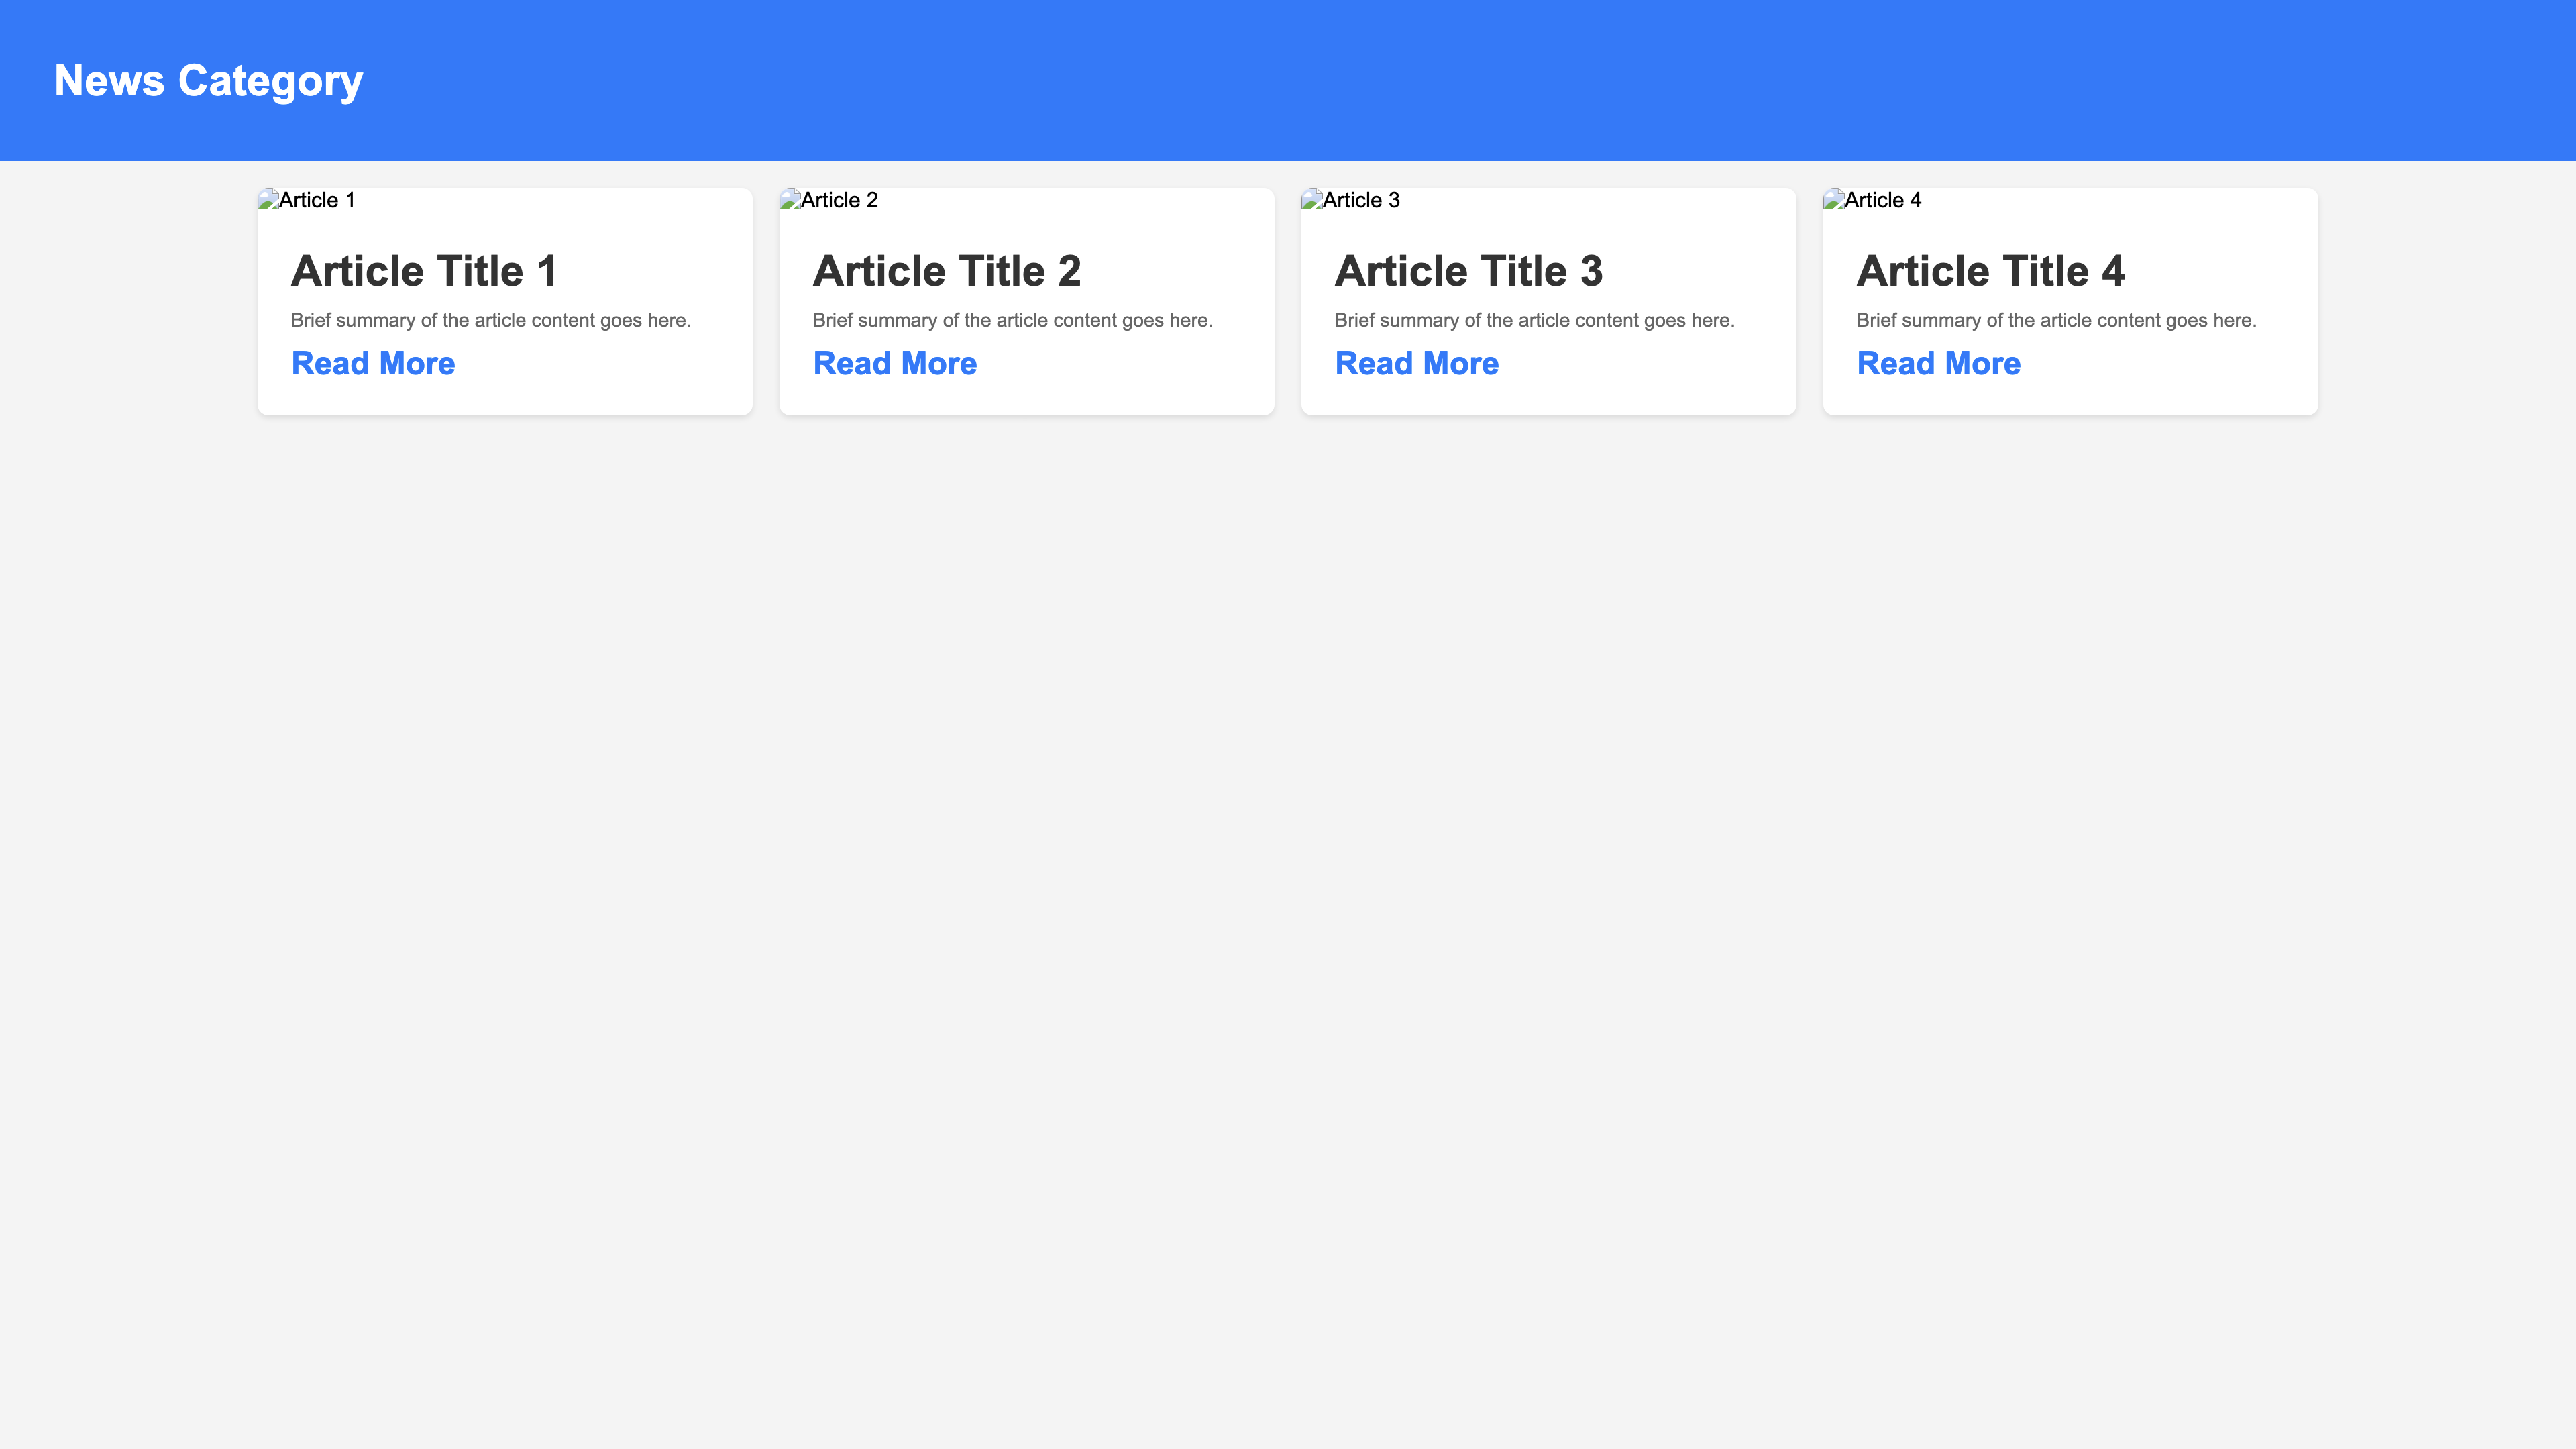 News Category
Article 1
Article Title 1
Brief summary of the article content goes here.
Read More
Article 2
Article Title 2
Brief summary of the article content goes here.
Read More
Article 3
Article Title 3
Brief summary of the article content goes here.
Read More
Article 4
Article Title 4
Brief summary of the article content goes here.
Read More